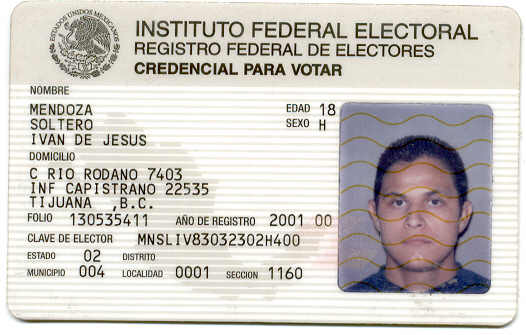 ESTADOS UNIDOS MEXICANOS
INSTITUTO FEDERAL ELECTORAL
REGISTRO FEDERAL DE ELECTORES
CREDENCIAL PARA VOTAR
NOMBRE
MENDOZA
SOLTERO
IVAN DE JESUS
EDAD 18
SEXO H
DOMICILIO
C RIO RODANO 7403
INF CAPISTRANO 22535
TIJUANA ,B.C.
FOLIO 130535411 AÑO DE REGISTRO 2001 00
CLAVE DE ELECTOR MNSLIV83032302H400
ESTADO 02 DISTRITO
MUNICIPIO 004 LOCALIDAD 0001 SECCION 1160